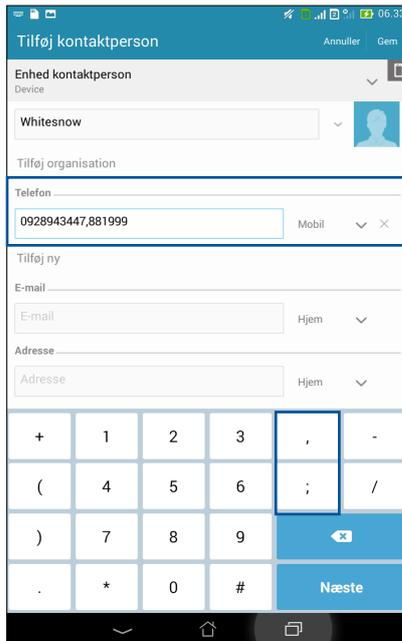 06.33
Tilføj kontaktperson
Annuller
Gem
Enhed kontaktperson
Device
Whitesnow
Tilføj organisation
Telefon
0928943447,881999
Mobil
Tilføj ny
E-mail
E-mail
Hjem
Adresse
Adresse
Hjem
+ 1 2 3 , -
( 4 5 6 ; /
) 7 8 9
. * 0 # Næste